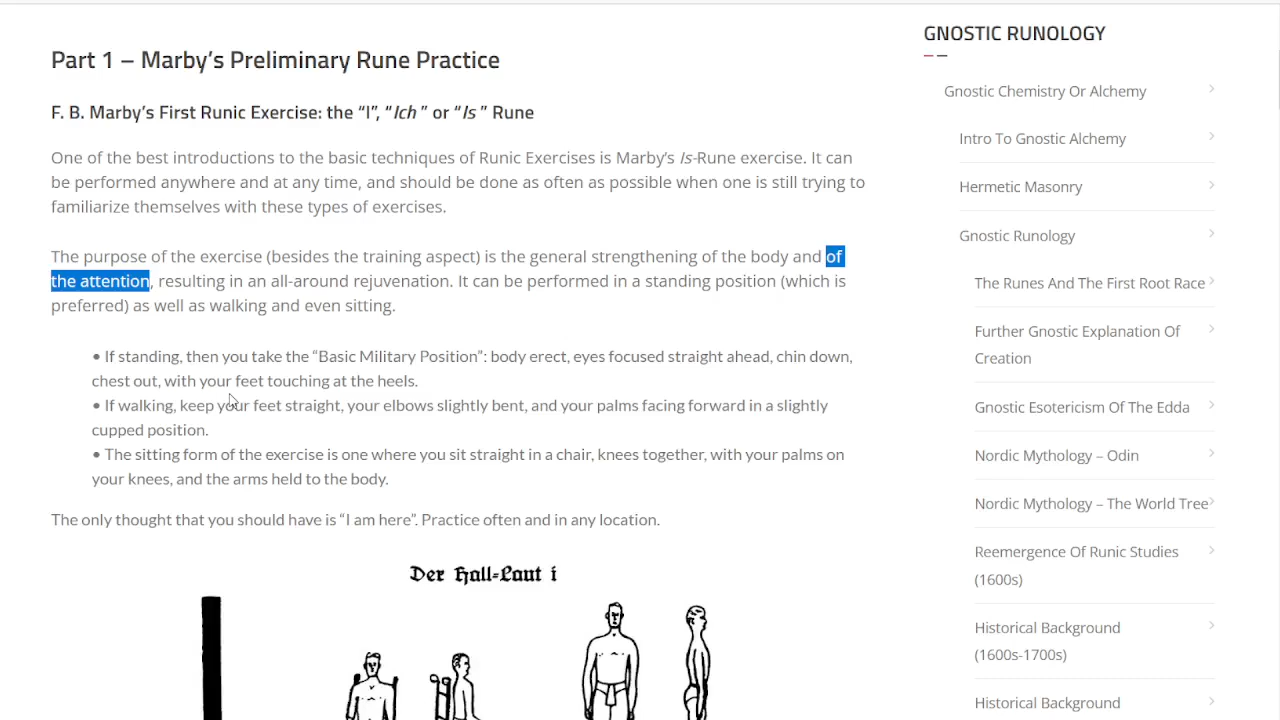 Part 1 – Marby's Preliminary Rune Practice
F. B. Marby's First Runic Exercise: the “I”, “Ich ” or “Is ” Rune
One of the best introductions to the basic techniques of Runic Exercises is Marby's Is-Rune exercise. It can
be performed anywhere and at any time, and should be done as often as possible when one is still trying to
familiarize themselves with these types of exercises.
The purpose of the exercise (besides the training aspect) is the general strengthening of the body and of
the attention, resulting in an all-around rejuvenation. It can be performed in a standing position (which is
preferred) as well as walking and even sitting.
• If standing, then you take the “Basic Military Position”: body erect, eyes focused straight ahead, chin down,
chest out, with your feet touching at the heels.
• If walking, keep your feet straight, your elbows slightly bent, and your palms facing forward in a slightly
cupped position.
• The sitting form of the exercise is one where you sit straight in a chair, knees together, with your palms on
your knees, and the arms held to the body.
The only thought that you should have is “I am here”. Practice often and in any location.
Der Hall-Laut i
GNOSTIC RUNOLOGY
Gnostic Chemistry Or Alchemy
Intro To Gnostic Alchemy
Hermetic Masonry
Gnostic Runology
The Runes And The First Root Race
Further Gnostic Explanation Of
Creation
Gnostic Esotericism Of The Edda
Nordic Mythology – Odin
Nordic Mythology – The World Tree
Reemergence Of Runic Studies
(1600s)
Historical Background
(1600s-1700s)
Historical Background